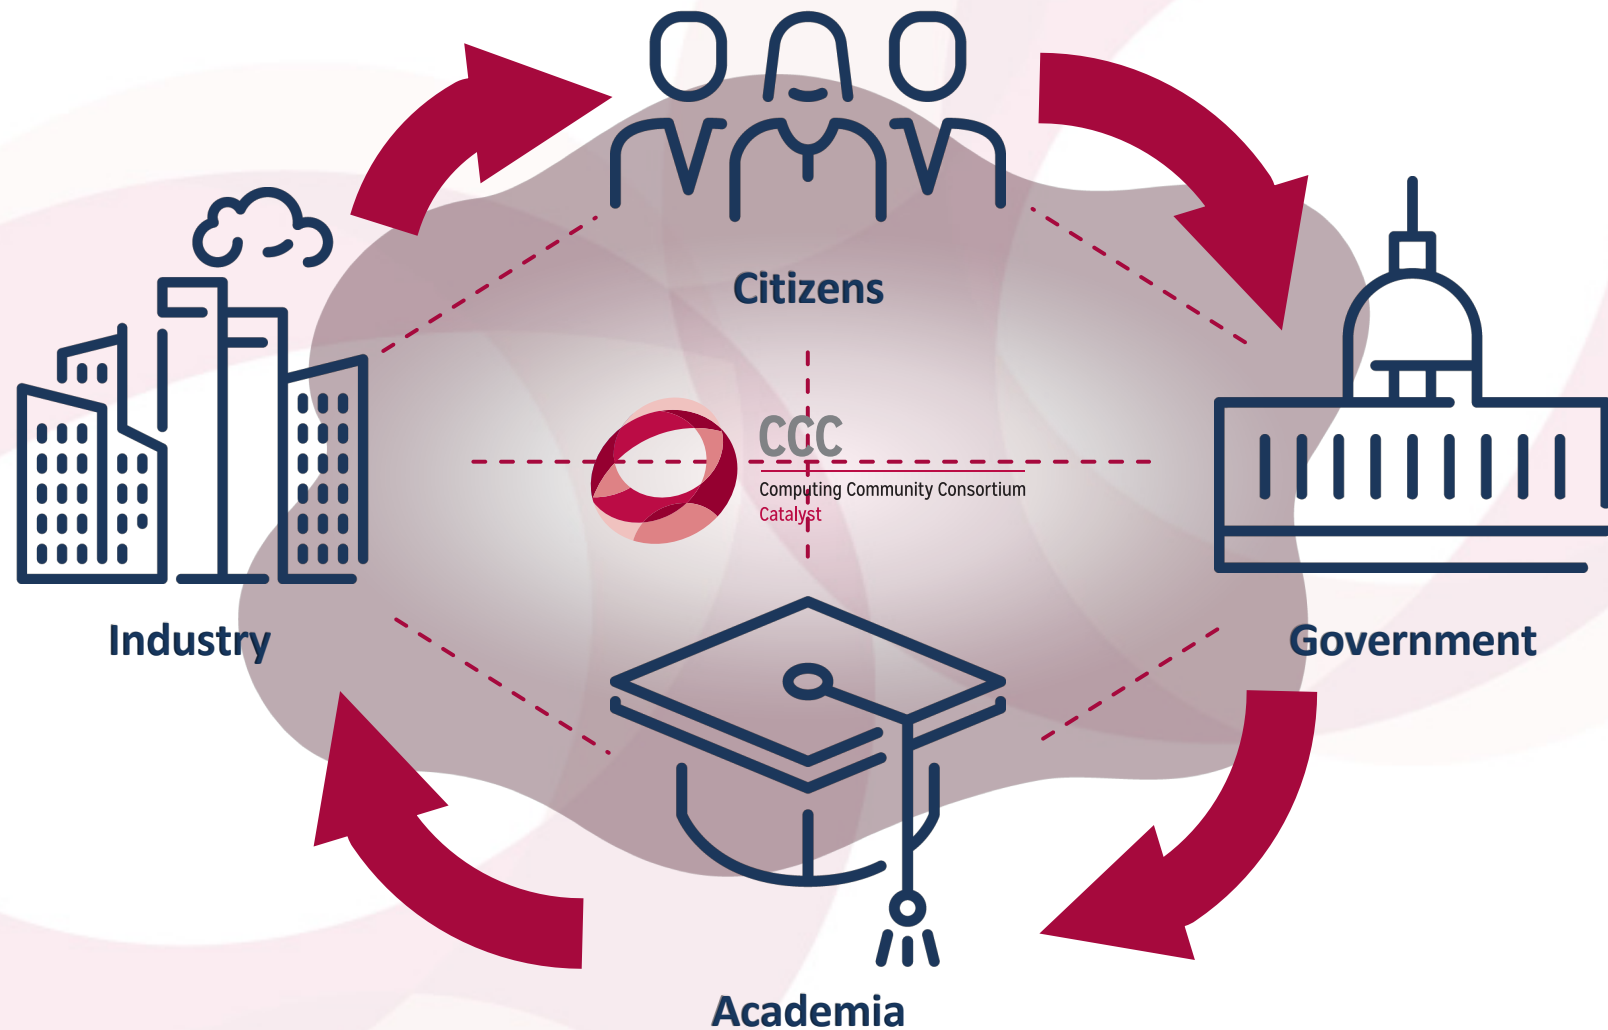 Citizens
CCC
Computing Community Consortium
Catalyst
Industry
Government
Academia